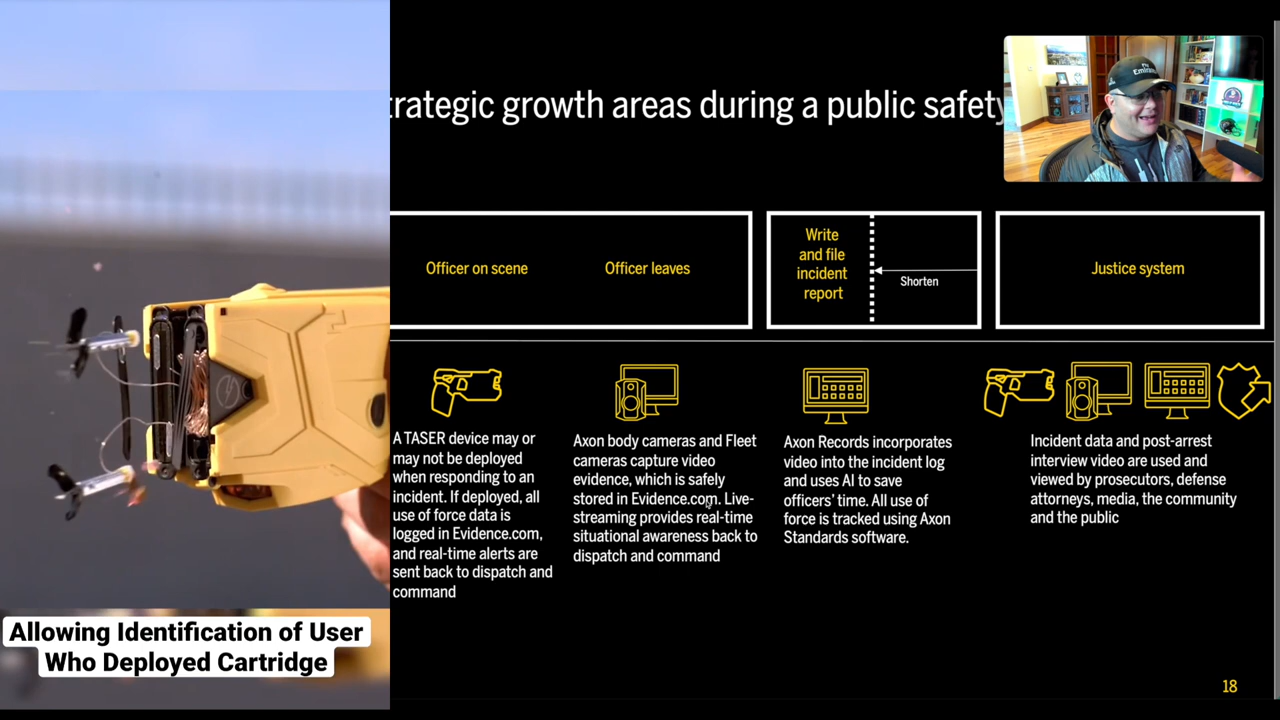 trategic growth areas during a public safety
Officer on scene
Officer leaves
Write
and file
incident
report
Shorten
Justice system
A TASER device may or
may not be deployed
when responding to an
incident. If deployed, all
use of force data is
logged in Evidence.com,
and real-time alerts are
sent back to dispatch and
command
Axon body cameras and Fleet
cameras capture video
evidence, which is safely
stored in Evidence.com. Live-
streaming provides real-time
situational awareness back to
dispatch and command
Axon Records incorporates
video into the incident log
and uses AI to save
officers' time. All use of
force is tracked using Axon
Standards software.
Incident data and post-arrest
interview video are used and
viewed by prosecutors, defense
attorneys, media, the community
and the public
Allowing Identification of User
Who Deployed Cartridge
18